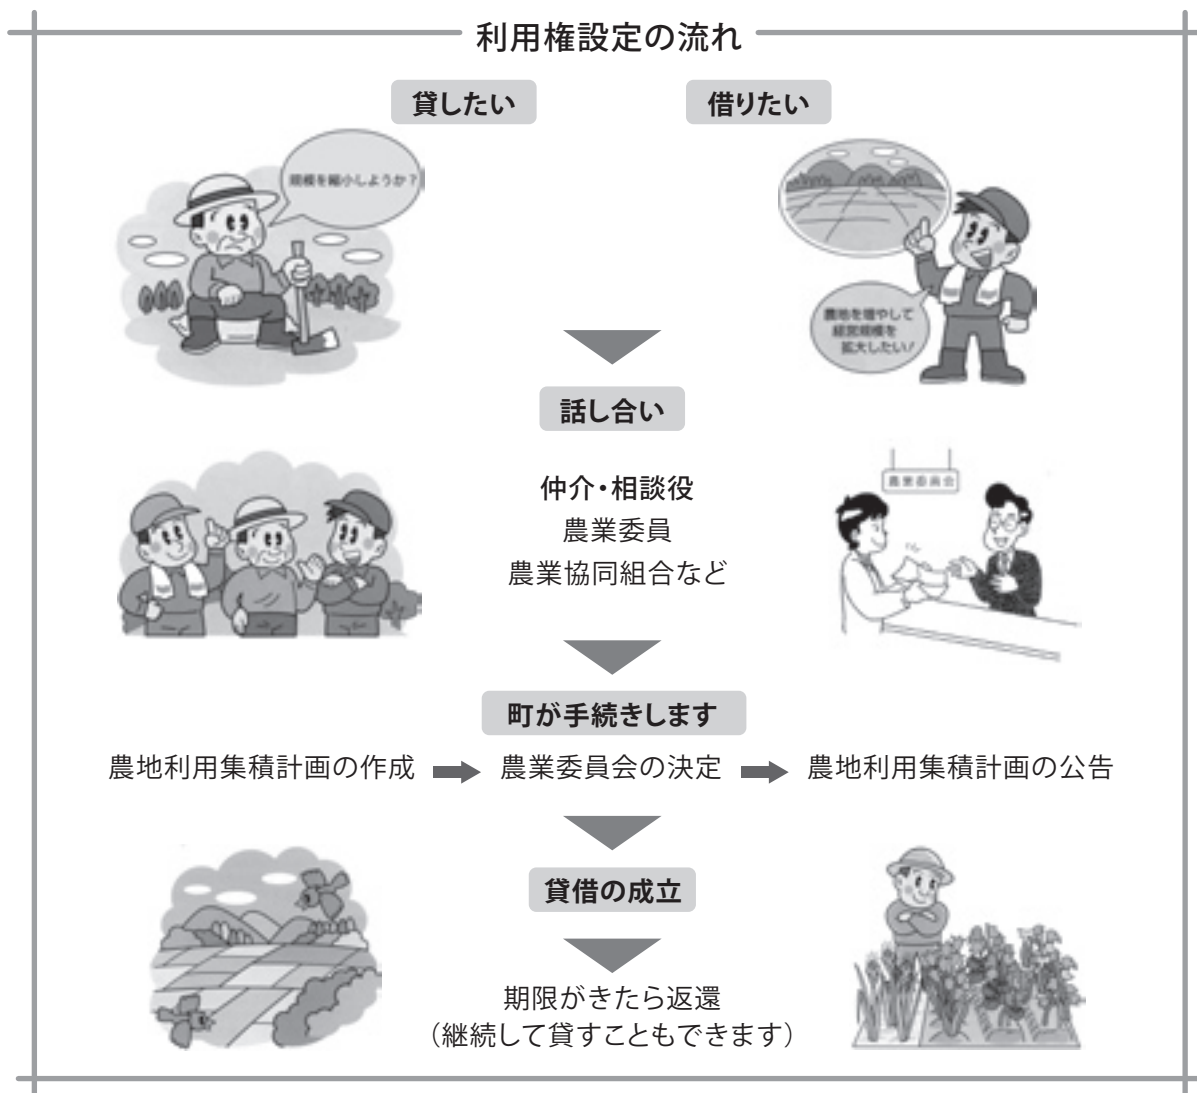 利用権設定の流れ
貸したい
借りたい
規模を縮小しようか?
農地を増やして
経営規模を
拡大したい!
話し合い
仲介・相談役
農業委員
農業協同組合など
農業委員会
町が手続きします
農地利用集積計画の作成
農業委員会の決定
農地利用集積計画の公告
貸借の成立
期限がきたら返還
(継続して貸すこともできます)